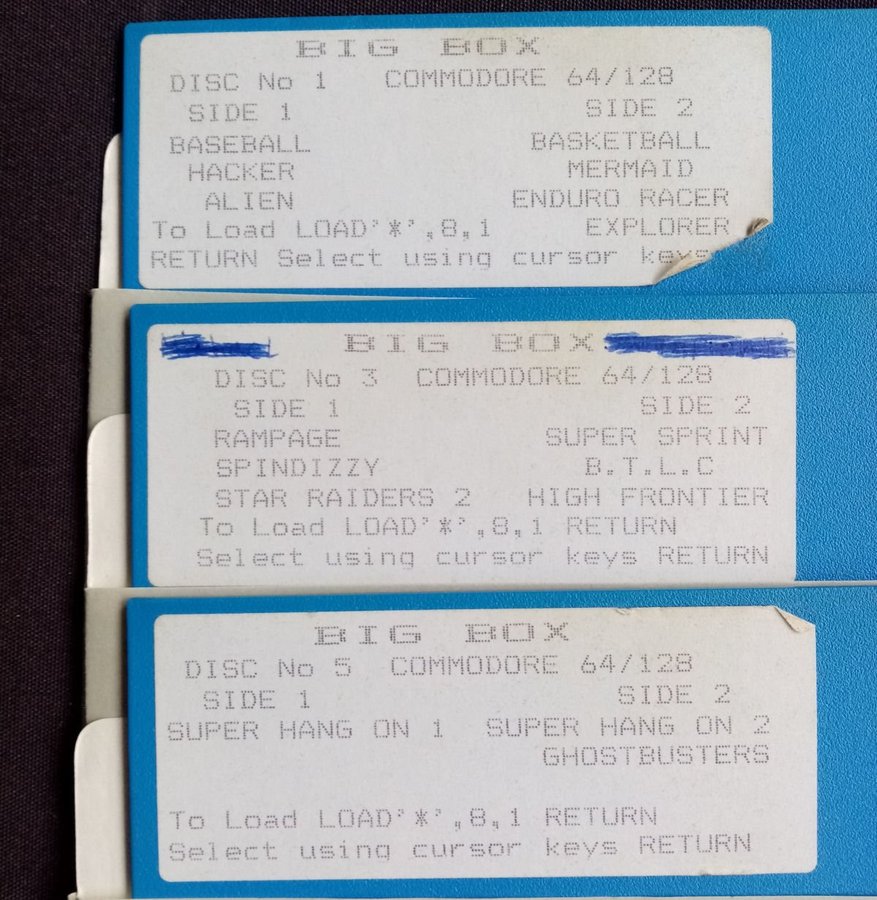 BIG BOX
DISC No 1 COMMODORE 64/128
SIDE 1 SIDE 2
BASEBALL BASKETBALL
HACKER MERMAID
ALIEN ENDURO RACER
To Load LOAD'*',8,1 EXPLORER
RETURN Select using cursor keys
BIG BOX
DISC No 3 COMMODORE 64/128
SIDE 1 SIDE 2
RAMPAGE SUPER SPRINT
SPINDIZZY B.T.L.C
STAR RAIDERS 2 HIGH FRONTIER
To Load LOAD'*',8,1 RETURN
Select using cursor keys RETURN
BIG BOX
DISC No 5 COMMODORE 64/128
SIDE 1 SIDE 2
SUPER HANG ON 1 SUPER HANG ON 2
GHOSTBUSTERS
To Load LOAD'*',8,1 RETURN
Select using cursor keys RETURN